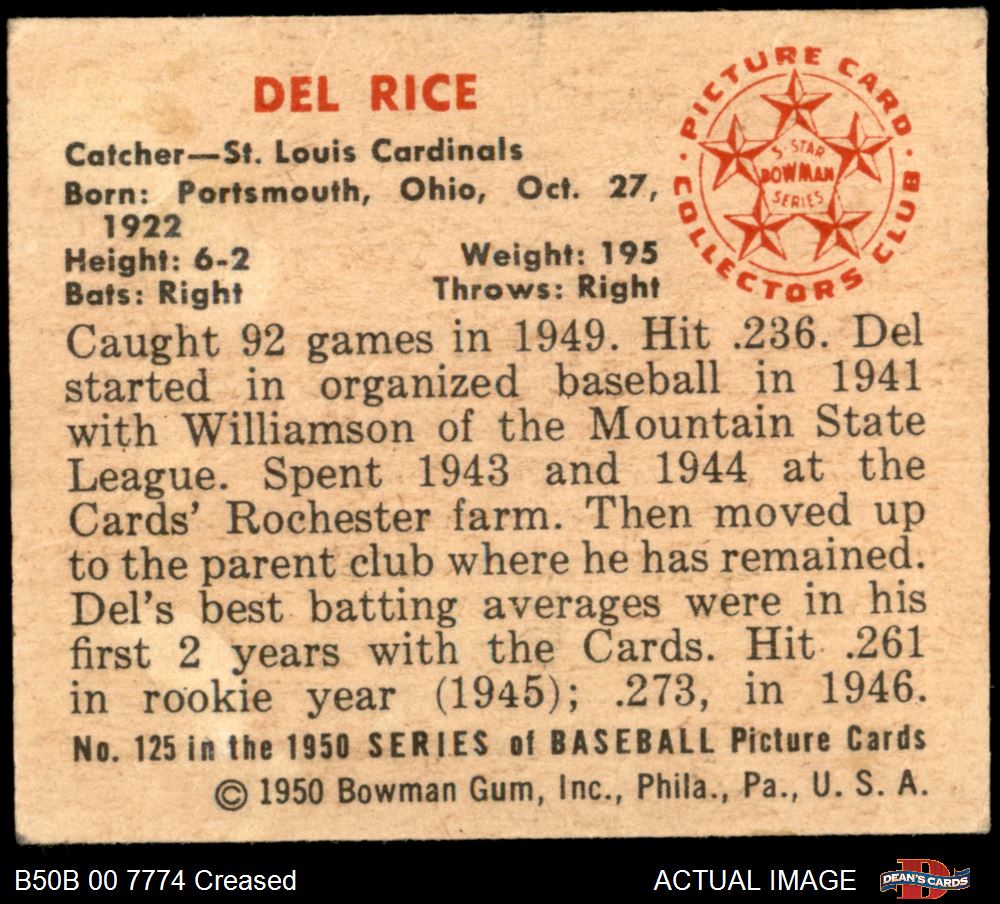 DEL RICE
Catcher—St. Louis Cardinals
Born: Portsmouth, Ohio, Oct. 27,
1922
Height: 6-2 Weight: 195
Bats: Right Throws: Right
PICTURE CARD
COLLECTORS CLUB
5-STAR
BOWMAN
SERIES
Caught 92 games in 1949. Hit .236. Del
started in organized baseball in 1941
with Williamson of the Mountain State
League. Spent 1943 and 1944 at the
Cards' Rochester farm. Then moved up
to the parent club where he has remained.
Del's best batting averages were in his
first 2 years with the Cards. Hit .261
in rookie year (1945); .273, in 1946.
No. 125 in the 1950 SERIES of BASEBALL Picture Cards
© 1950 Bowman Gum, Inc., Phila., Pa., U. S. A.
B50B 00 7774 Creased ACTUAL IMAGE
D
DEAN'S CARDS